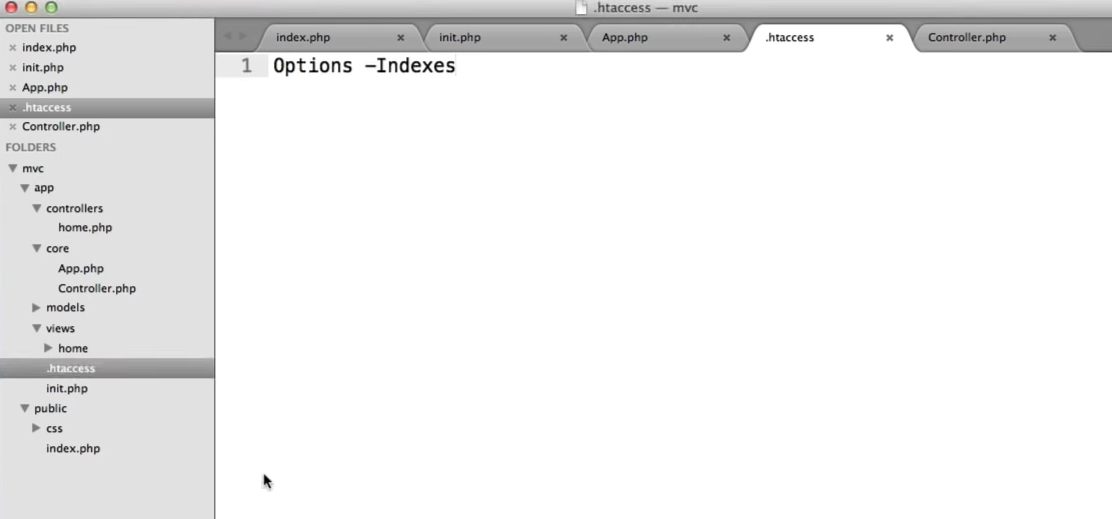 .htaccess — mvc
OPEN FILES
index.php
init.php
App.php
.htaccess
Controller.php
FOLDERS
mvc
app
controllers
home.php
core
App.php
Controller.php
models
views
home
.htaccess
init.php
public
css
index.php
index.php init.php App.php .htaccess Controller.php
1 Options -Indexes